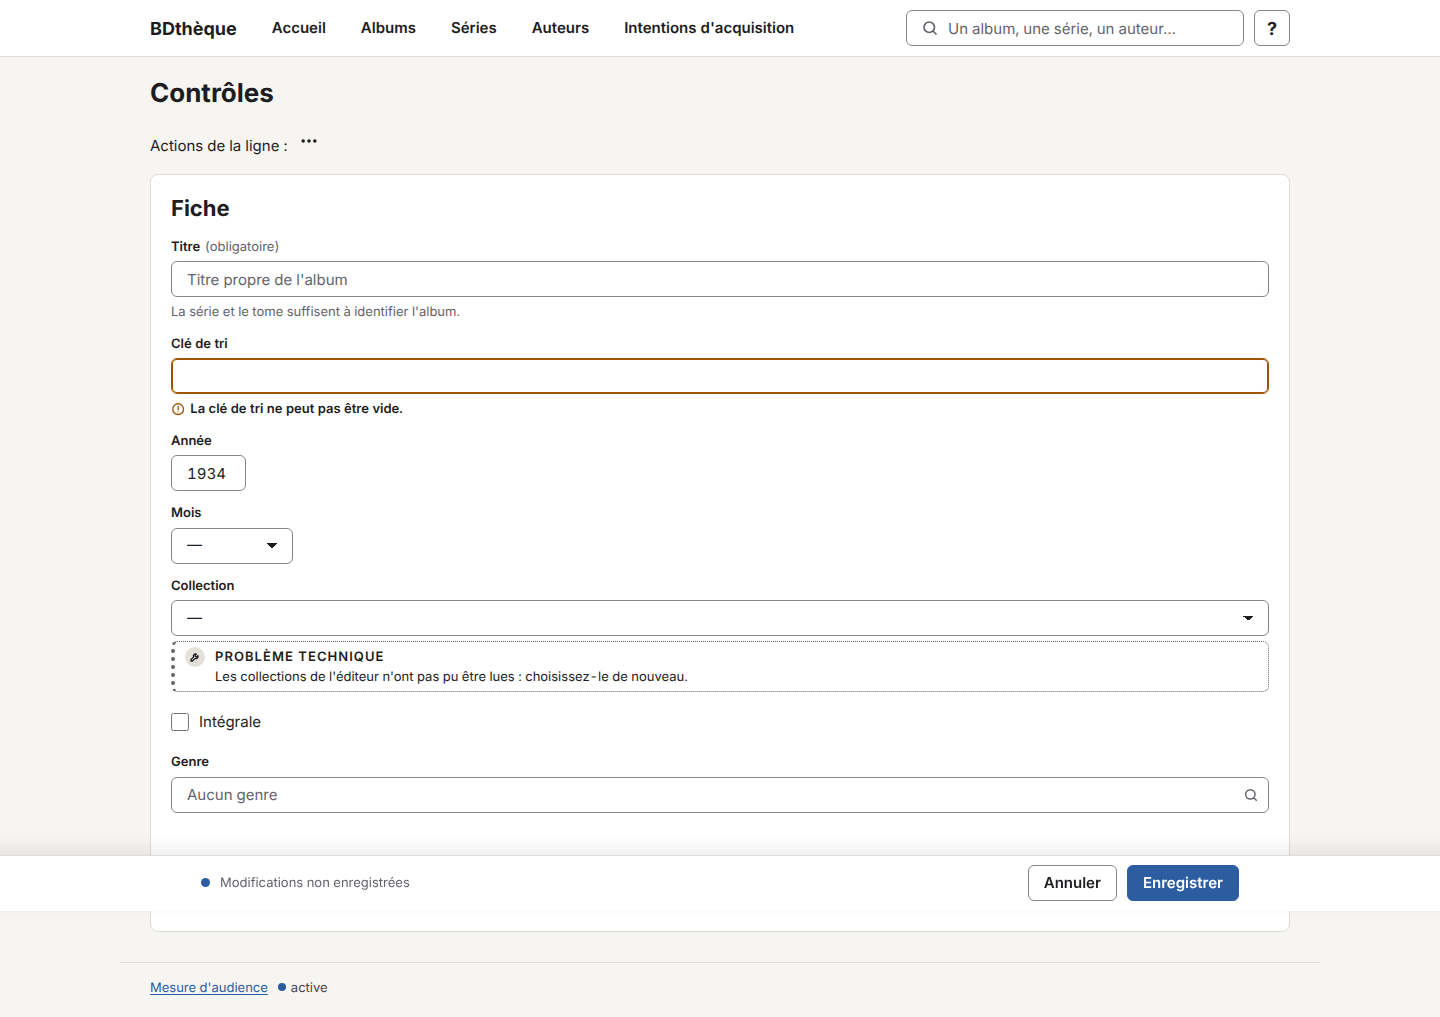 BDthèque Accueil Albums Séries Auteurs Intentions d'acquisition Un album, une série, un auteur... ?
Contrôles
Actions de la ligne : •••
Fiche
Titre (obligatoire)
Titre propre de l'album
La série et le tome suffisent à identifier l'album.
Clé de tri
La clé de tri ne peut pas être vide.
Année
1934
Mois
—
Collection
—
PROBLÈME TECHNIQUE
Les collections de l'éditeur n'ont pas pu être lues : choisissez-le de nouveau.
Intégrale
Genre
Aucun genre
Modifications non enregistrées Annuler Enregistrer
Mesure d'audience active